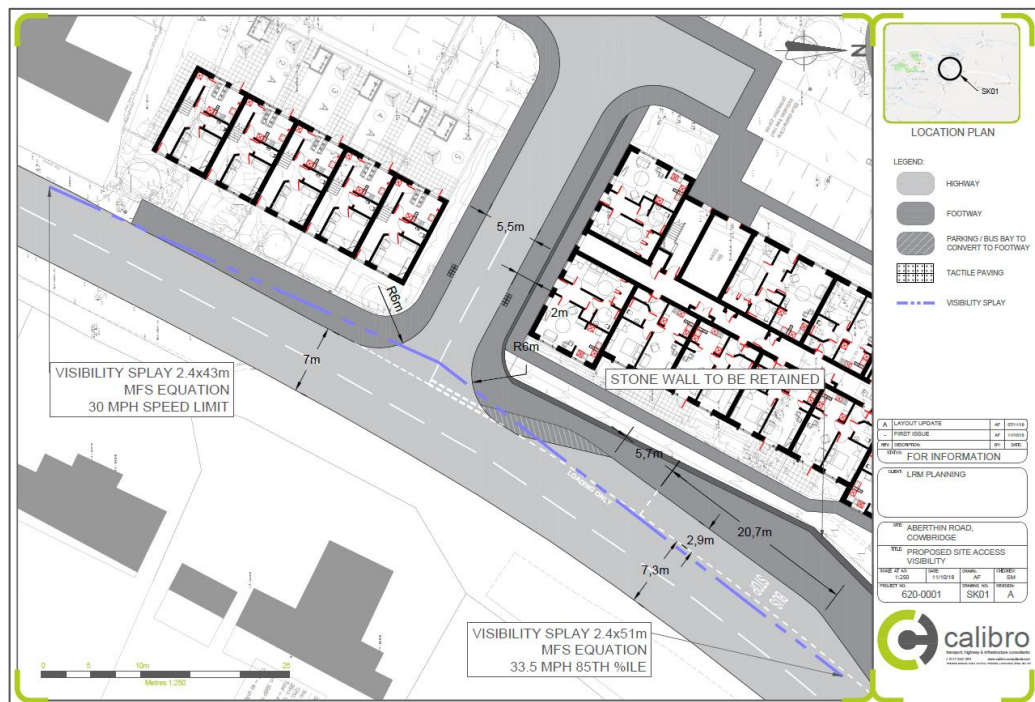 N
SK01
LOCATION PLAN
LEGEND:
HIGHWAY
FOOTWAY
PARKING / BUS BAY TO
CONVERT TO FOOTWAY
TACTILE PAVING
VISIBILITY SPLAY
5,5m
2m
R6m
R6m
7m
VISIBILITY SPLAY 2.4x43m
MFS EQUATION
30 MPH SPEED LIMIT
STONE WALL TO BE RETAINED
5,7m
LOADING ONLY
20,7m
2,9m
7,3m
BUS
STOP
VISIBILITY SPLAY 2.4x51m
MFS EQUATION
33.5 MPH 85TH %ILE
0 5 10m 25
Metres 1:250
A LAYOUT UPDATE AF
- FIRST ISSUE AF 11/10/18
REV: DESCRIPTION: BY: DATE:
STATUS:
FOR INFORMATION
CLIENT:
LRM PLANNING
SITE:
ABERTHIN ROAD,
COWBRIDGE
TITLE:
PROPOSED SITE ACCESS
VISIBILITY
SCALE AT A3: DATE: DRAWN: CHECKED:
1:250 11/10/18 AF SM
PROJECT NO: DRAWING NO: REVISION:
620-0001 SK01 A
calibro
transport, highway & infrastructure consultants